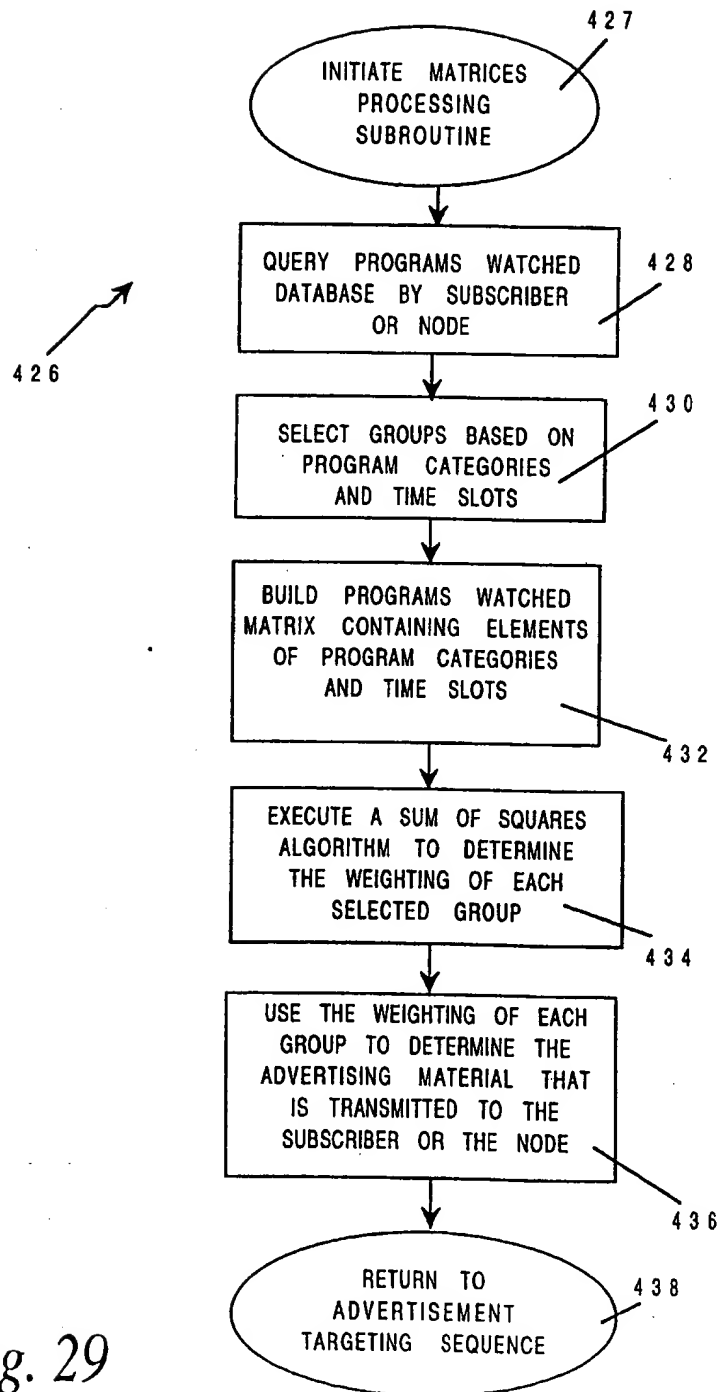 427
INITIATE MATRICES
PROCESSING
SUBROUTINE
QUERY PROGRAMS WATCHED
DATABASE BY SUBSCRIBER
OR NODE
428
426
SELECT GROUPS BASED ON
PROGRAM CATEGORIES
AND TIME SLOTS
430
BUILD PROGRAMS WATCHED
MATRIX CONTAINING ELEMENTS
OF PROGRAM CATEGORIES
AND TIME SLOTS
432
EXECUTE A SUM OF SQUARES
ALGORITHM TO DETERMINE
THE WEIGHTING OF EACH
SELECTED GROUP
434
USE THE WEIGHTING OF EACH
GROUP TO DETERMINE THE
ADVERTISING MATERIAL THAT
IS TRANSMITTED TO THE
SUBSCRIBER OR THE NODE
436
RETURN TO
ADVERTISEMENT
TARGETING SEQUENCE
438
g. 29